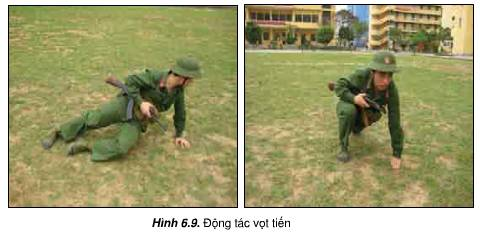 Hình 6.9. Động tác vọt tiến